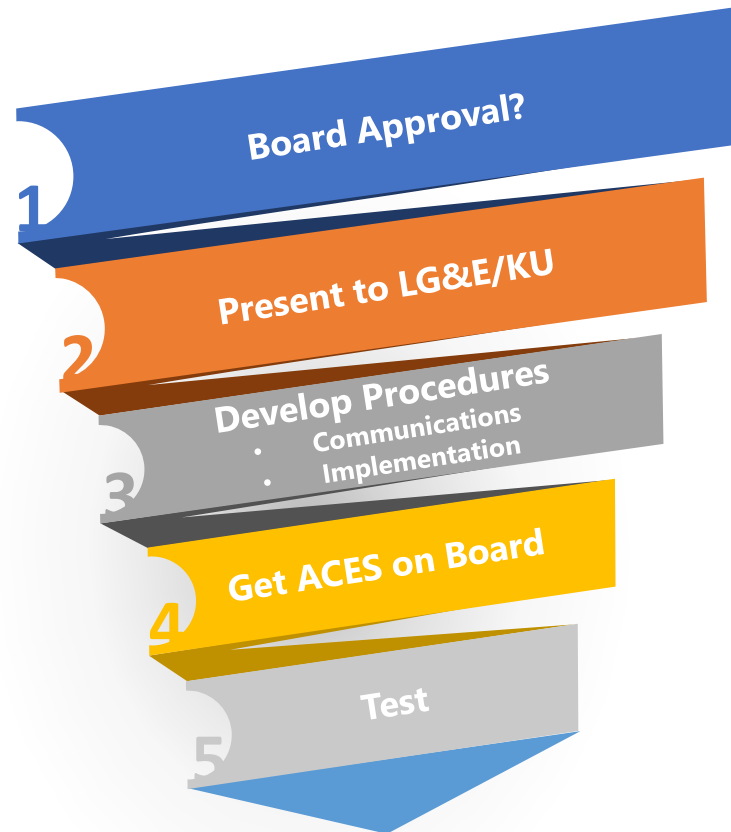 1
Board Approval?
2
Present to LG&E/KU
3
Develop Procedures
• Communications
• Implementation
4
Get ACES on Board
5
Test